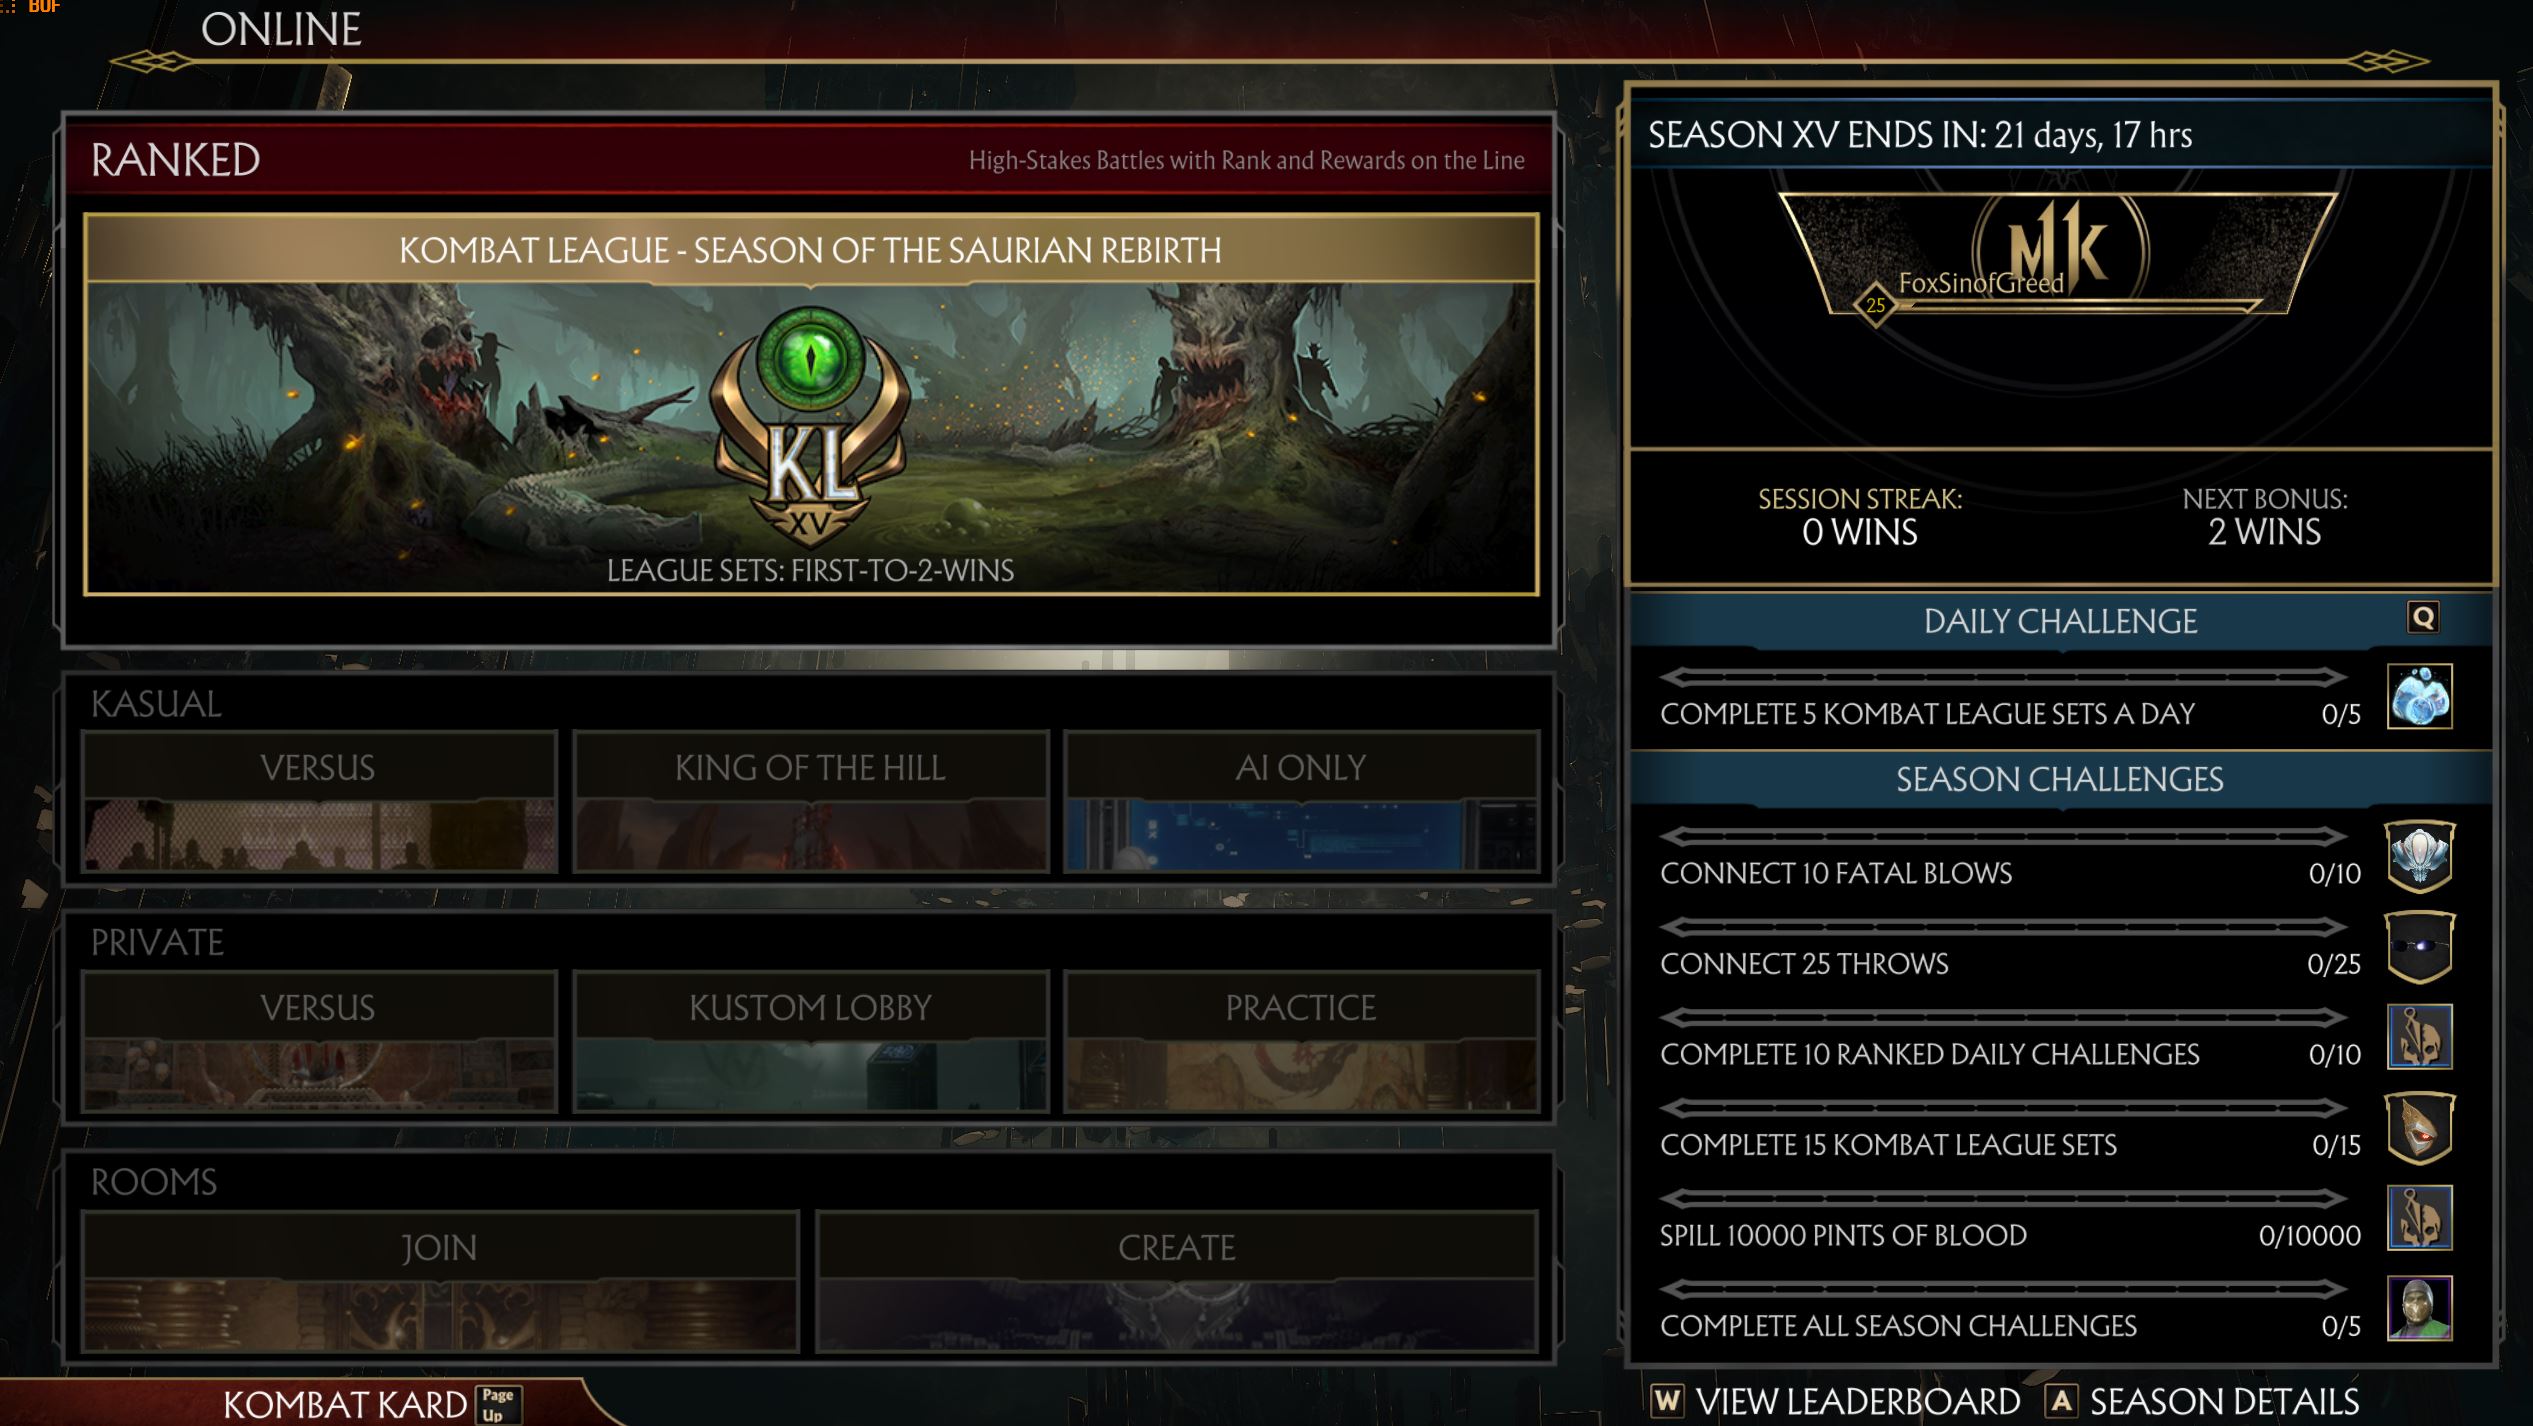 BUF
ONLINE
RANKED
High-Stakes Battles with Rank and Rewards on the Line
KOMBAT LEAGUE - SEASON OF THE SAURIAN REBIRTH
KL
XV
LEAGUE SETS: FIRST-TO-2-WINS
KASUAL
VERSUS
KING OF THE HILL
AI ONLY
PRIVATE
VERSUS
KUSTOM LOBBY
PRACTICE
ROOMS
JOIN
CREATE
KOMBAT KARD Page Up
SEASON XV ENDS IN: 21 days, 17 hrs
MK11
FoxSinofGreed
25
SESSION STREAK:
0 WINS
NEXT BONUS:
2 WINS
DAILY CHALLENGE Q
COMPLETE 5 KOMBAT LEAGUE SETS A DAY 0/5
SEASON CHALLENGES
CONNECT 10 FATAL BLOWS 0/10
CONNECT 25 THROWS 0/25
COMPLETE 10 RANKED DAILY CHALLENGES 0/10
COMPLETE 15 KOMBAT LEAGUE SETS 0/15
SPILL 10000 PINTS OF BLOOD 0/10000
COMPLETE ALL SEASON CHALLENGES 0/5
W VIEW LEADERBOARD A SEASON DETAILS